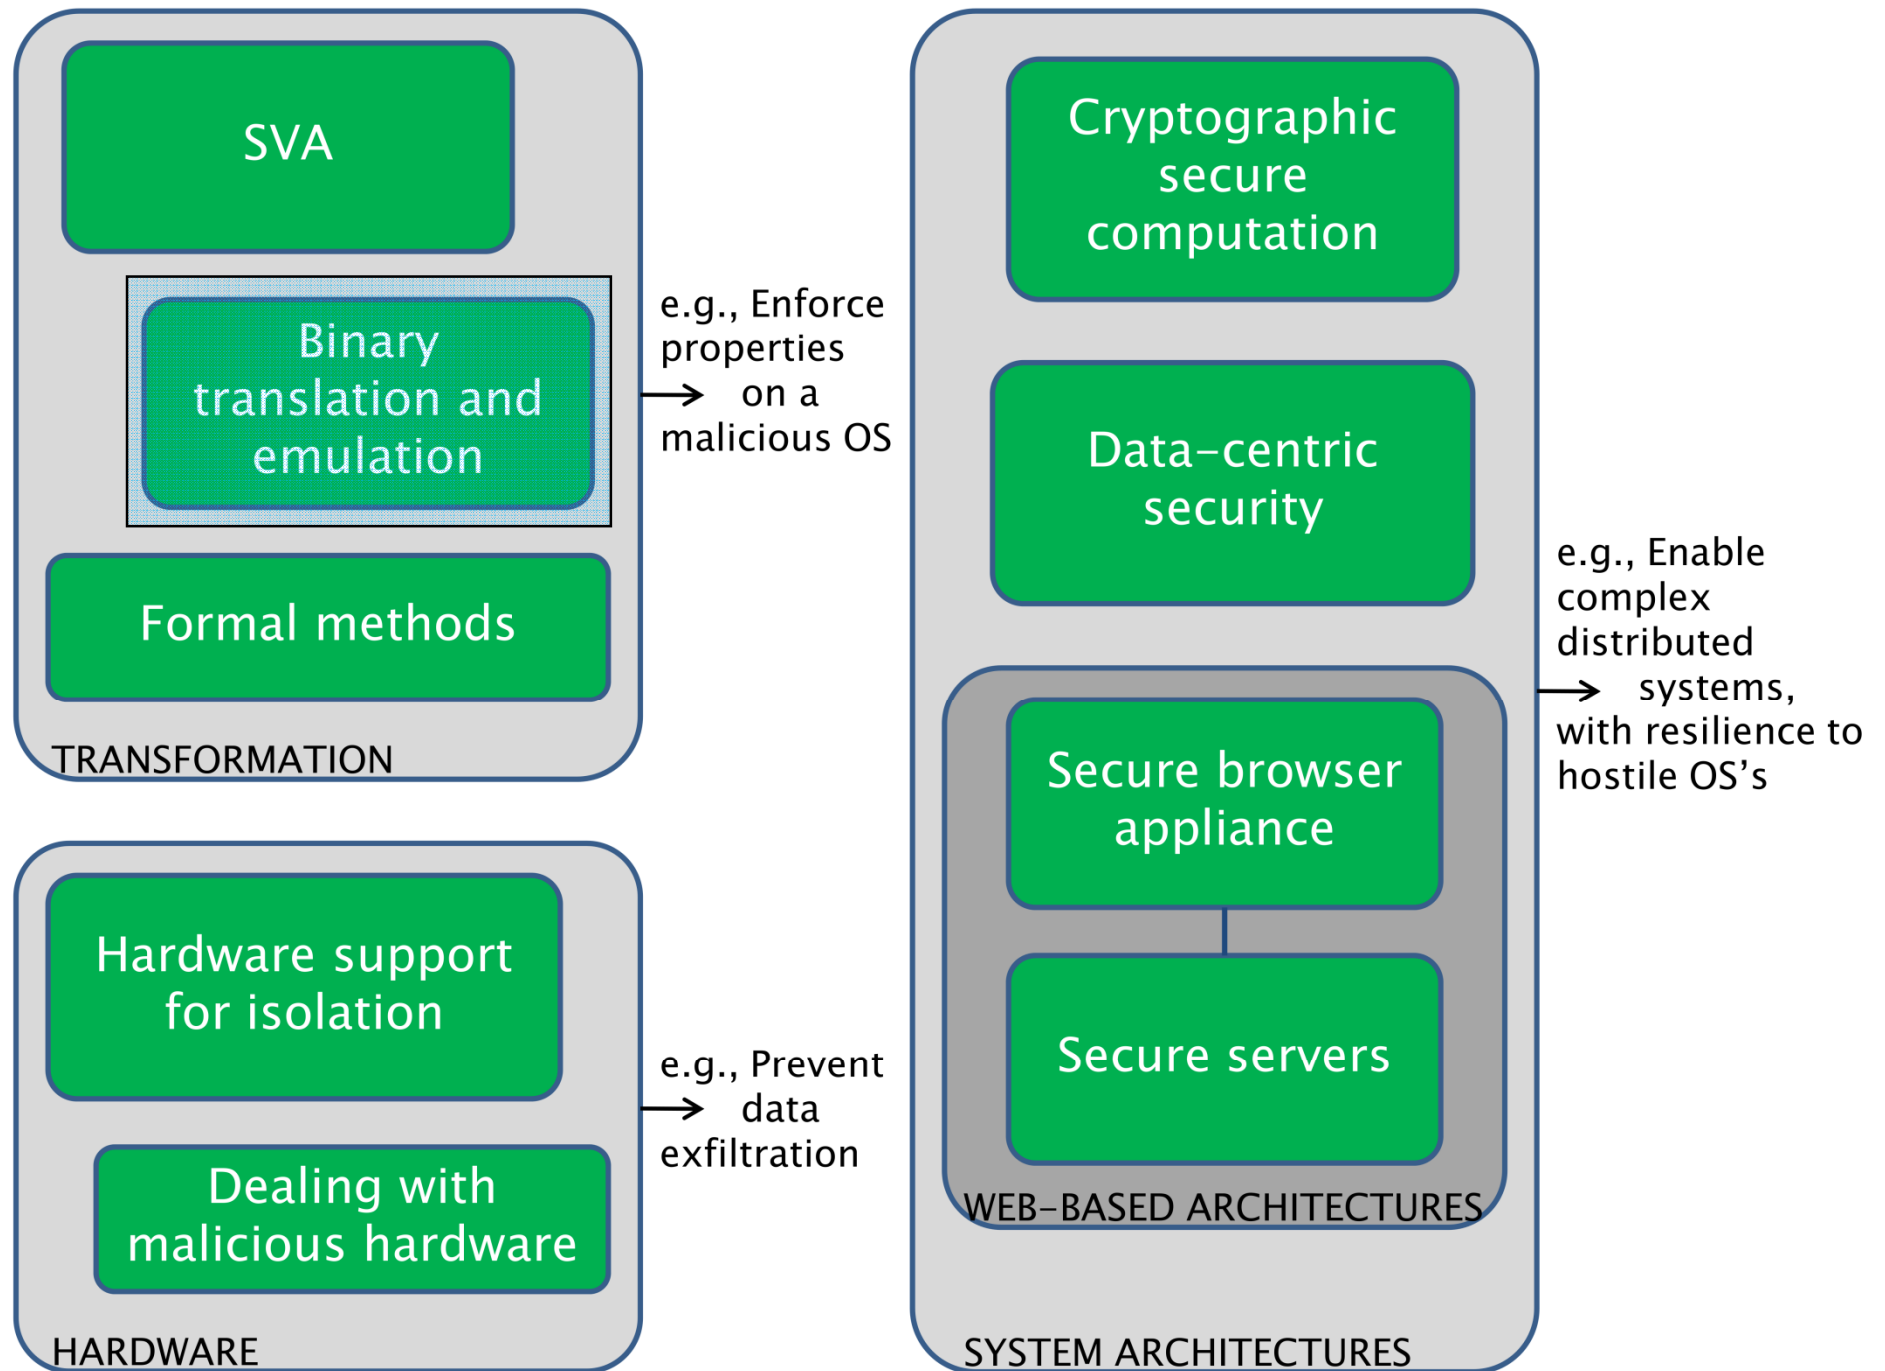 SVA
Binary
translation and
emulation
Formal methods
TRANSFORMATION
e.g., Enforce
properties
on a
malicious OS
Hardware support
for isolation
Dealing with
malicious hardware
HARDWARE
e.g., Prevent
data
exfiltration
Cryptographic
secure
computation
Data-centric
security
Secure browser
appliance
Secure servers
WEB-BASED ARCHITECTURES
SYSTEM ARCHITECTURES
e.g., Enable
complex
distributed
systems,
with resilience to
hostile OS’s